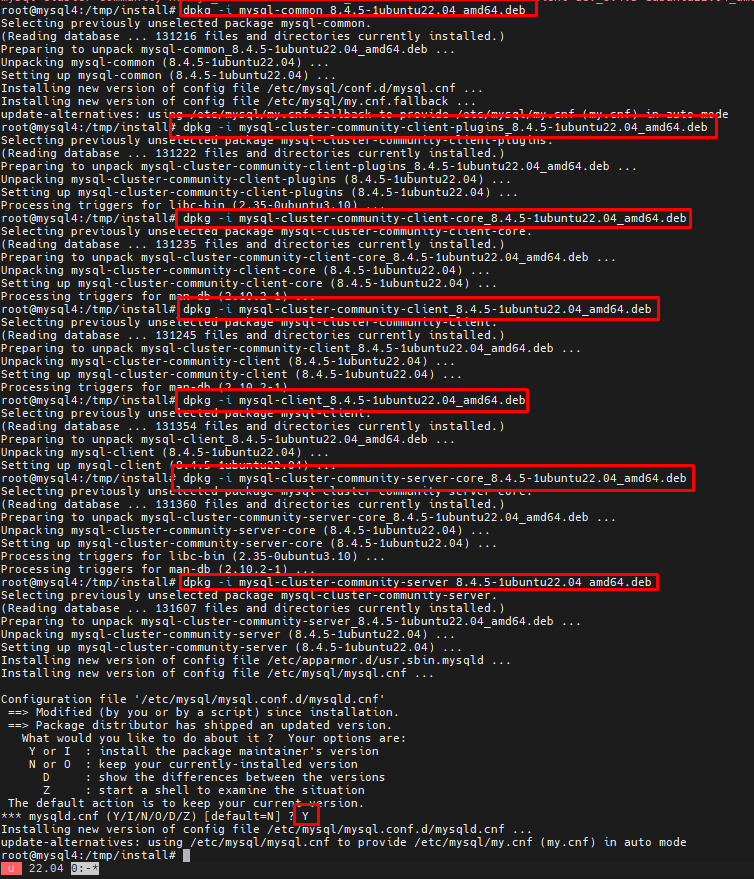 root@mysql4:/tmp/install# dpkg -i mysql-common_8.4.5-1ubuntu22.04_amd64.deb
Selecting previously unselected package mysql-common.
(Reading database ... 131216 files and directories currently installed.)
Preparing to unpack mysql-common_8.4.5-1ubuntu22.04_amd64.deb ...
Unpacking mysql-common (8.4.5-1ubuntu22.04) ...
Setting up mysql-common (8.4.5-1ubuntu22.04) ...
Installing new version of config file /etc/mysql/conf.d/mysql.cnf ...
Installing new version of config file /etc/mysql/my.cnf.fallback ...
update-alternatives: using /etc/mysql/my.cnf.fallback to provide /etc/mysql/my.cnf (my.cnf) in auto mode
root@mysql4:/tmp/install# dpkg -i mysql-cluster-community-client-plugins_8.4.5-1ubuntu22.04_amd64.deb
Selecting previously unselected package mysql-cluster-community-client-plugins.
(Reading database ... 131222 files and directories currently installed.)
Preparing to unpack mysql-cluster-community-client-plugins_8.4.5-1ubuntu22.04_amd64.deb ...
Unpacking mysql-cluster-community-client-plugins (8.4.5-1ubuntu22.04) ...
Setting up mysql-cluster-community-client-plugins (8.4.5-1ubuntu22.04) ...
Processing triggers for libc-bin (2.35-0ubuntu3.10) ...
root@mysql4:/tmp/install# dpkg -i mysql-cluster-community-client-core_8.4.5-1ubuntu22.04_amd64.deb
Selecting previously unselected package mysql-cluster-community-client-core.
(Reading database ... 131235 files and directories currently installed.)
Preparing to unpack mysql-cluster-community-client-core_8.4.5-1ubuntu22.04_amd64.deb ...
Unpacking mysql-cluster-community-client-core (8.4.5-1ubuntu22.04) ...
Setting up mysql-cluster-community-client-core (8.4.5-1ubuntu22.04) ...
Processing triggers for man-db (2.10.2-1) ...
root@mysql4:/tmp/install# dpkg -i mysql-cluster-community-client_8.4.5-1ubuntu22.04_amd64.deb
Selecting previously unselected package mysql-cluster-community-client.
(Reading database ... 131245 files and directories currently installed.)
Preparing to unpack mysql-cluster-community-client_8.4.5-1ubuntu22.04_amd64.deb ...
Unpacking mysql-cluster-community-client (8.4.5-1ubuntu22.04) ...
Setting up mysql-cluster-community-client (8.4.5-1ubuntu22.04) ...
Processing triggers for man-db (2.10.2-1) ...
root@mysql4:/tmp/install# dpkg -i mysql-client_8.4.5-1ubuntu22.04_amd64.deb
Selecting previously unselected package mysql-client.
(Reading database ... 131354 files and directories currently installed.)
Preparing to unpack mysql-client_8.4.5-1ubuntu22.04_amd64.deb ...
Unpacking mysql-client (8.4.5-1ubuntu22.04) ...
Setting up mysql-client (8.4.5-1ubuntu22.04) ...
root@mysql4:/tmp/install# dpkg -i mysql-cluster-community-server-core_8.4.5-1ubuntu22.04_amd64.deb
Selecting previously unselected package mysql-cluster-community-server-core.
(Reading database ... 131360 files and directories currently installed.)
Preparing to unpack mysql-cluster-community-server-core_8.4.5-1ubuntu22.04_amd64.deb ...
Unpacking mysql-cluster-community-server-core (8.4.5-1ubuntu22.04) ...
Setting up mysql-cluster-community-server-core (8.4.5-1ubuntu22.04) ...
Processing triggers for libc-bin (2.35-0ubuntu3.10) ...
Processing triggers for man-db (2.10.2-1) ...
root@mysql4:/tmp/install# dpkg -i mysql-cluster-community-server_8.4.5-1ubuntu22.04_amd64.deb
Selecting previously unselected package mysql-cluster-community-server.
(Reading database ... 131607 files and directories currently installed.)
Preparing to unpack mysql-cluster-community-server_8.4.5-1ubuntu22.04_amd64.deb ...
Unpacking mysql-cluster-community-server (8.4.5-1ubuntu22.04) ...
Setting up mysql-cluster-community-server (8.4.5-1ubuntu22.04) ...
Installing new version of config file /etc/apparmor.d/usr.sbin.mysqld ...
Installing new version of config file /etc/mysql/mysql.cnf ...

Configuration file '/etc/mysql/mysql.conf.d/mysqld.cnf'
 ==> Modified (by you or by a script) since installation.
 ==> Package distributor has shipped an updated version.
   What would you like to do about it ?  Your options are:
    Y or I  : install the package maintainer's version
    N or O  : keep your currently-installed version
      D     : show the differences between the versions
      Z     : start a shell to examine the situation
 The default action is to keep your current version.
*** mysqld.cnf (Y/I/N/O/D/Z) [default=N] ? Y
Installing new version of config file /etc/mysql/mysql.conf.d/mysqld.cnf ...
update-alternatives: using /etc/mysql/mysql.cnf to provide /etc/mysql/my.cnf (my.cnf) in auto mode
root@mysql4:/tmp/install#
u 22.04 0:-*